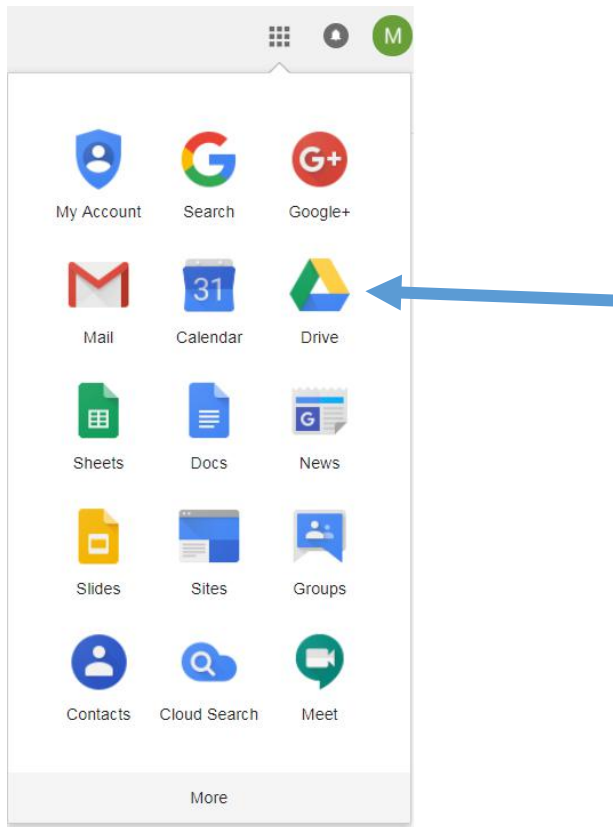 M
G+
My Account Search Google+
31
Mail Calendar Drive
G
Sheets Docs News
Slides Sites Groups
Contacts Cloud Search Meet
More